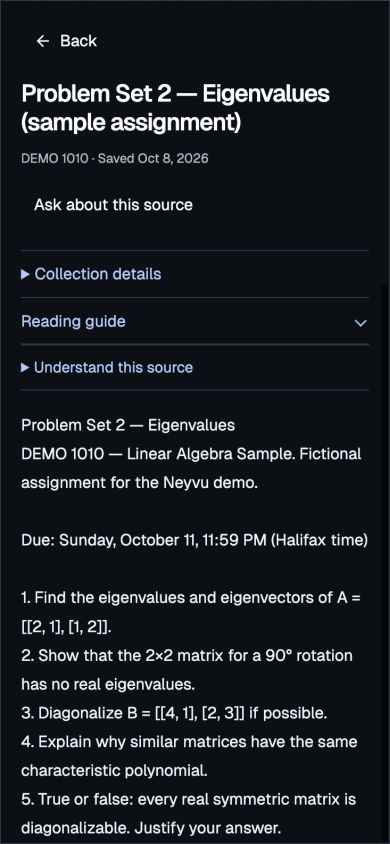 ← Back
Problem Set 2 — Eigenvalues
(sample assignment)
DEMO 1010 · Saved Oct 8, 2026
Ask about this source
▶ Collection details
Reading guide
▶ Understand this source
Problem Set 2 — Eigenvalues
DEMO 1010 — Linear Algebra Sample. Fictional
assignment for the Neyvu demo.
Due: Sunday, October 11, 11:59 PM (Halifax time)
1. Find the eigenvalues and eigenvectors of A =
[[2, 1], [1, 2]].
2. Show that the 2×2 matrix for a 90° rotation
has no real eigenvalues.
3. Diagonalize B = [[4, 1], [2, 3]] if possible.
4. Explain why similar matrices have the same
characteristic polynomial.
5. True or false: every real symmetric matrix is
diagonalizable. Justify your answer.